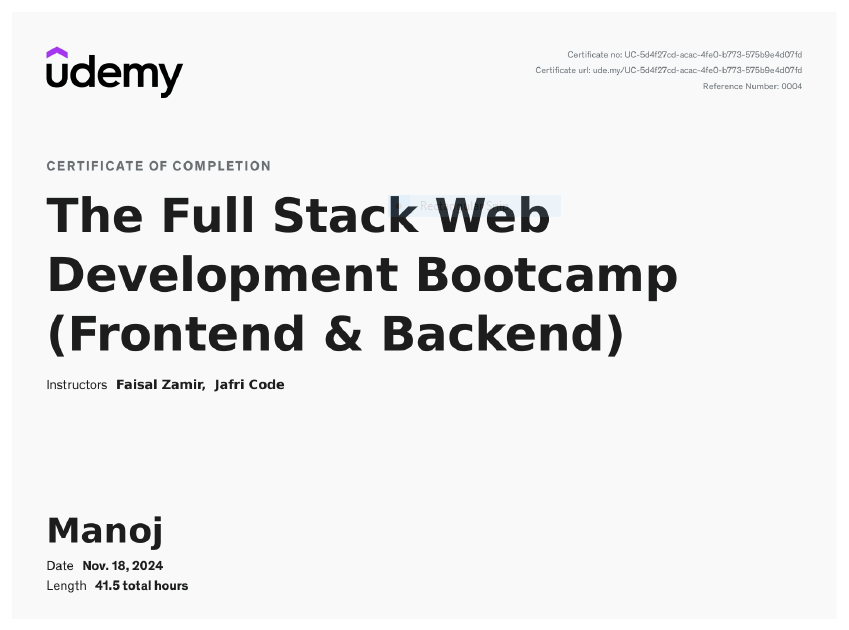 udemy
Certificate no: UC-5d4f27cd-acac-4fe0-b773-575b9e4d07fd
Certificate url: ude.my/UC-5d4f27cd-acac-4fe0-b773-575b9e4d07fd
Reference Number: 0004
CERTIFICATE OF COMPLETION
The Full Stack Web
Development Bootcamp
(Frontend & Backend)
Instructors Faisal Zamir, Jafri Code
Manoj
Date Nov. 18, 2024
Length 41.5 total hours